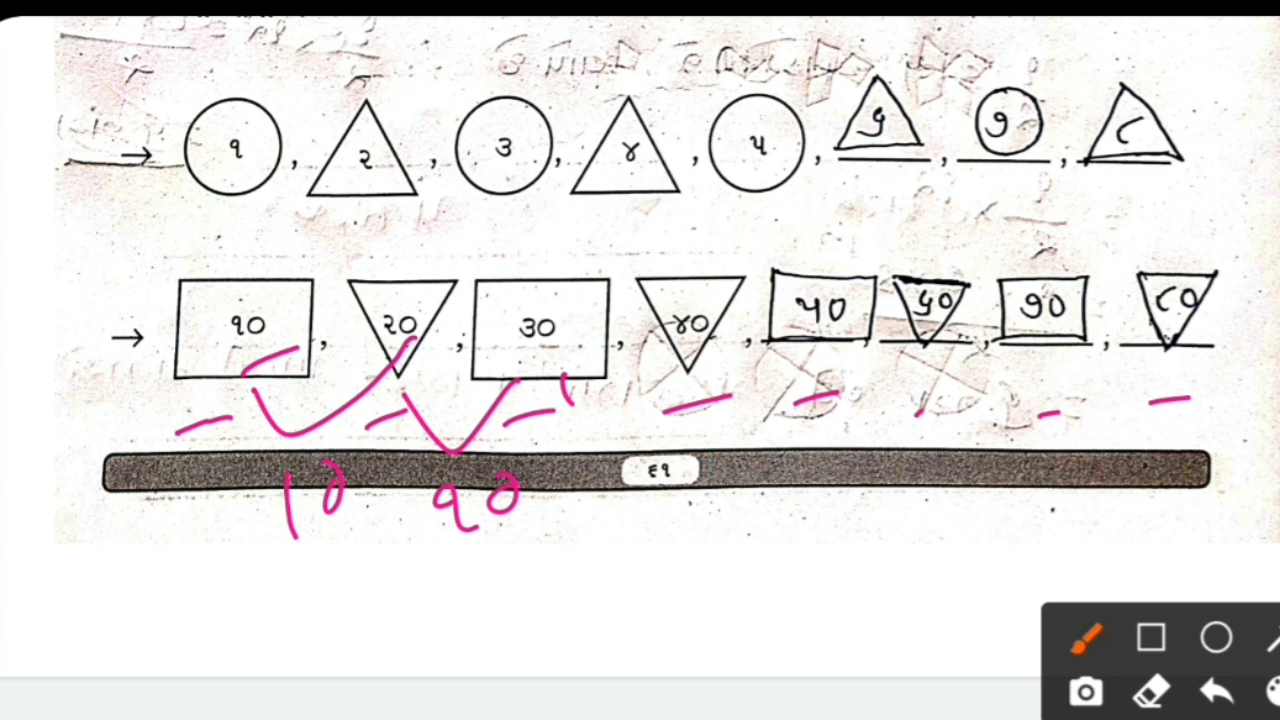 → ૧ , ૨ , ૩ , ૪ , ૫ , ૬ , ૭ , ૮
→ ૧૦ , ૨૦ , ૩૦ , ૪૦ , ૫૦ , ૬૦ , ૭૦ , ૮૦
૬૧
10 ૧૦